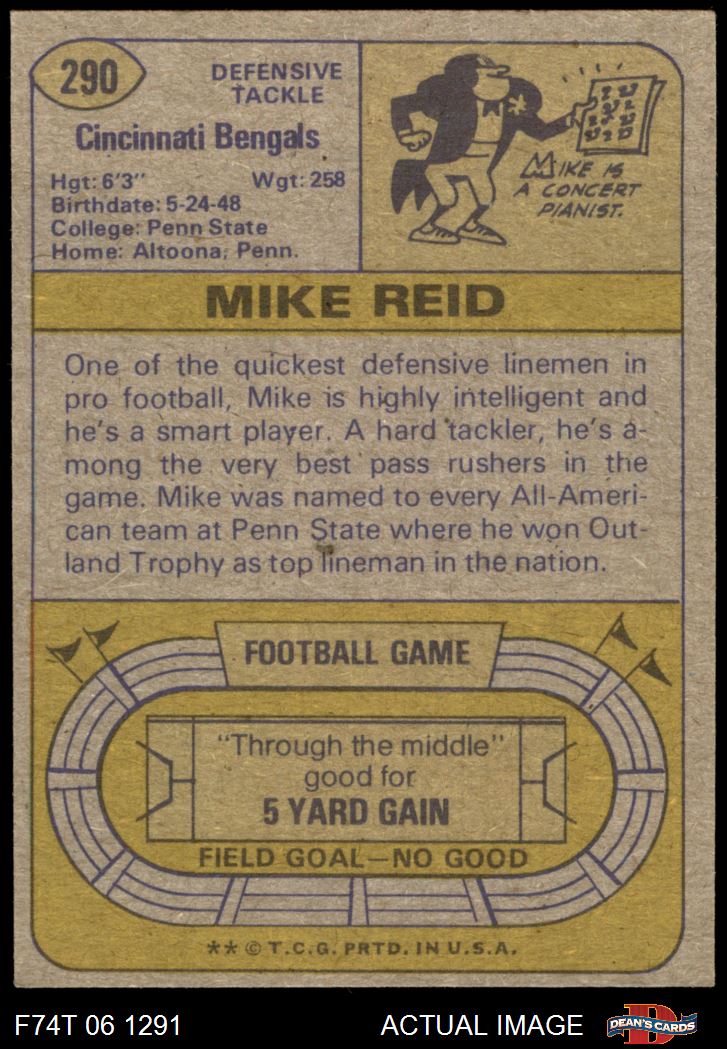 290
DEFENSIVE
TACKLE
Cincinnati Bengals
Hgt: 6'3" Wgt: 258
Birthdate: 5-24-48
College: Penn State
Home: Altoona, Penn.
MIKE IS
A CONCERT
PIANIST.
MIKE REID
One of the quickest defensive linemen in
pro football, Mike is highly intelligent and
he's a smart player. A hard tackler, he's a-
mong the very best pass rushers in the
game. Mike was named to every All-Ameri-
can team at Penn State where he won Out-
land Trophy as top lineman in the nation.
FOOTBALL GAME
"Through the middle"
good for
5 YARD GAIN
FIELD GOAL—NO GOOD
** © T.C.G. PRTD. IN U.S.A.
F74T 06 1291 ACTUAL IMAGE D DEAN'S CARDS